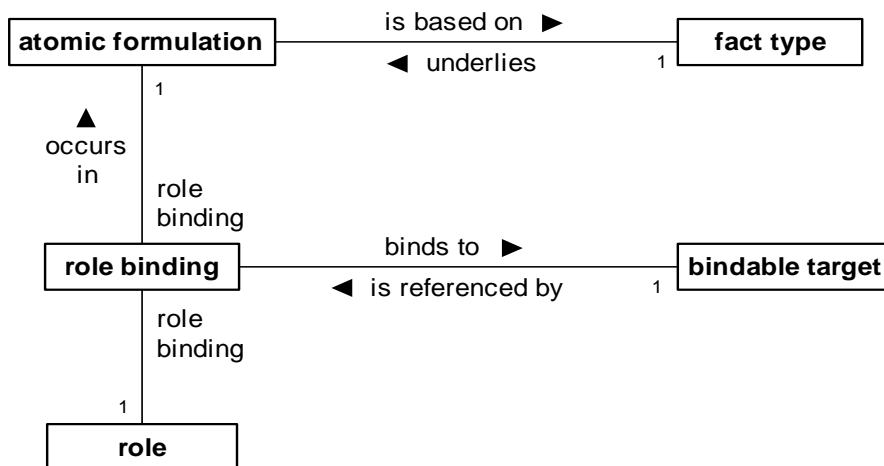 is based on ►
atomic formulation
fact type
◄ underlies
1
1
▲
occurs
in
role
binding
binds to ►
role binding
bindable target
◄ is referenced by
1
role
binding
1
role